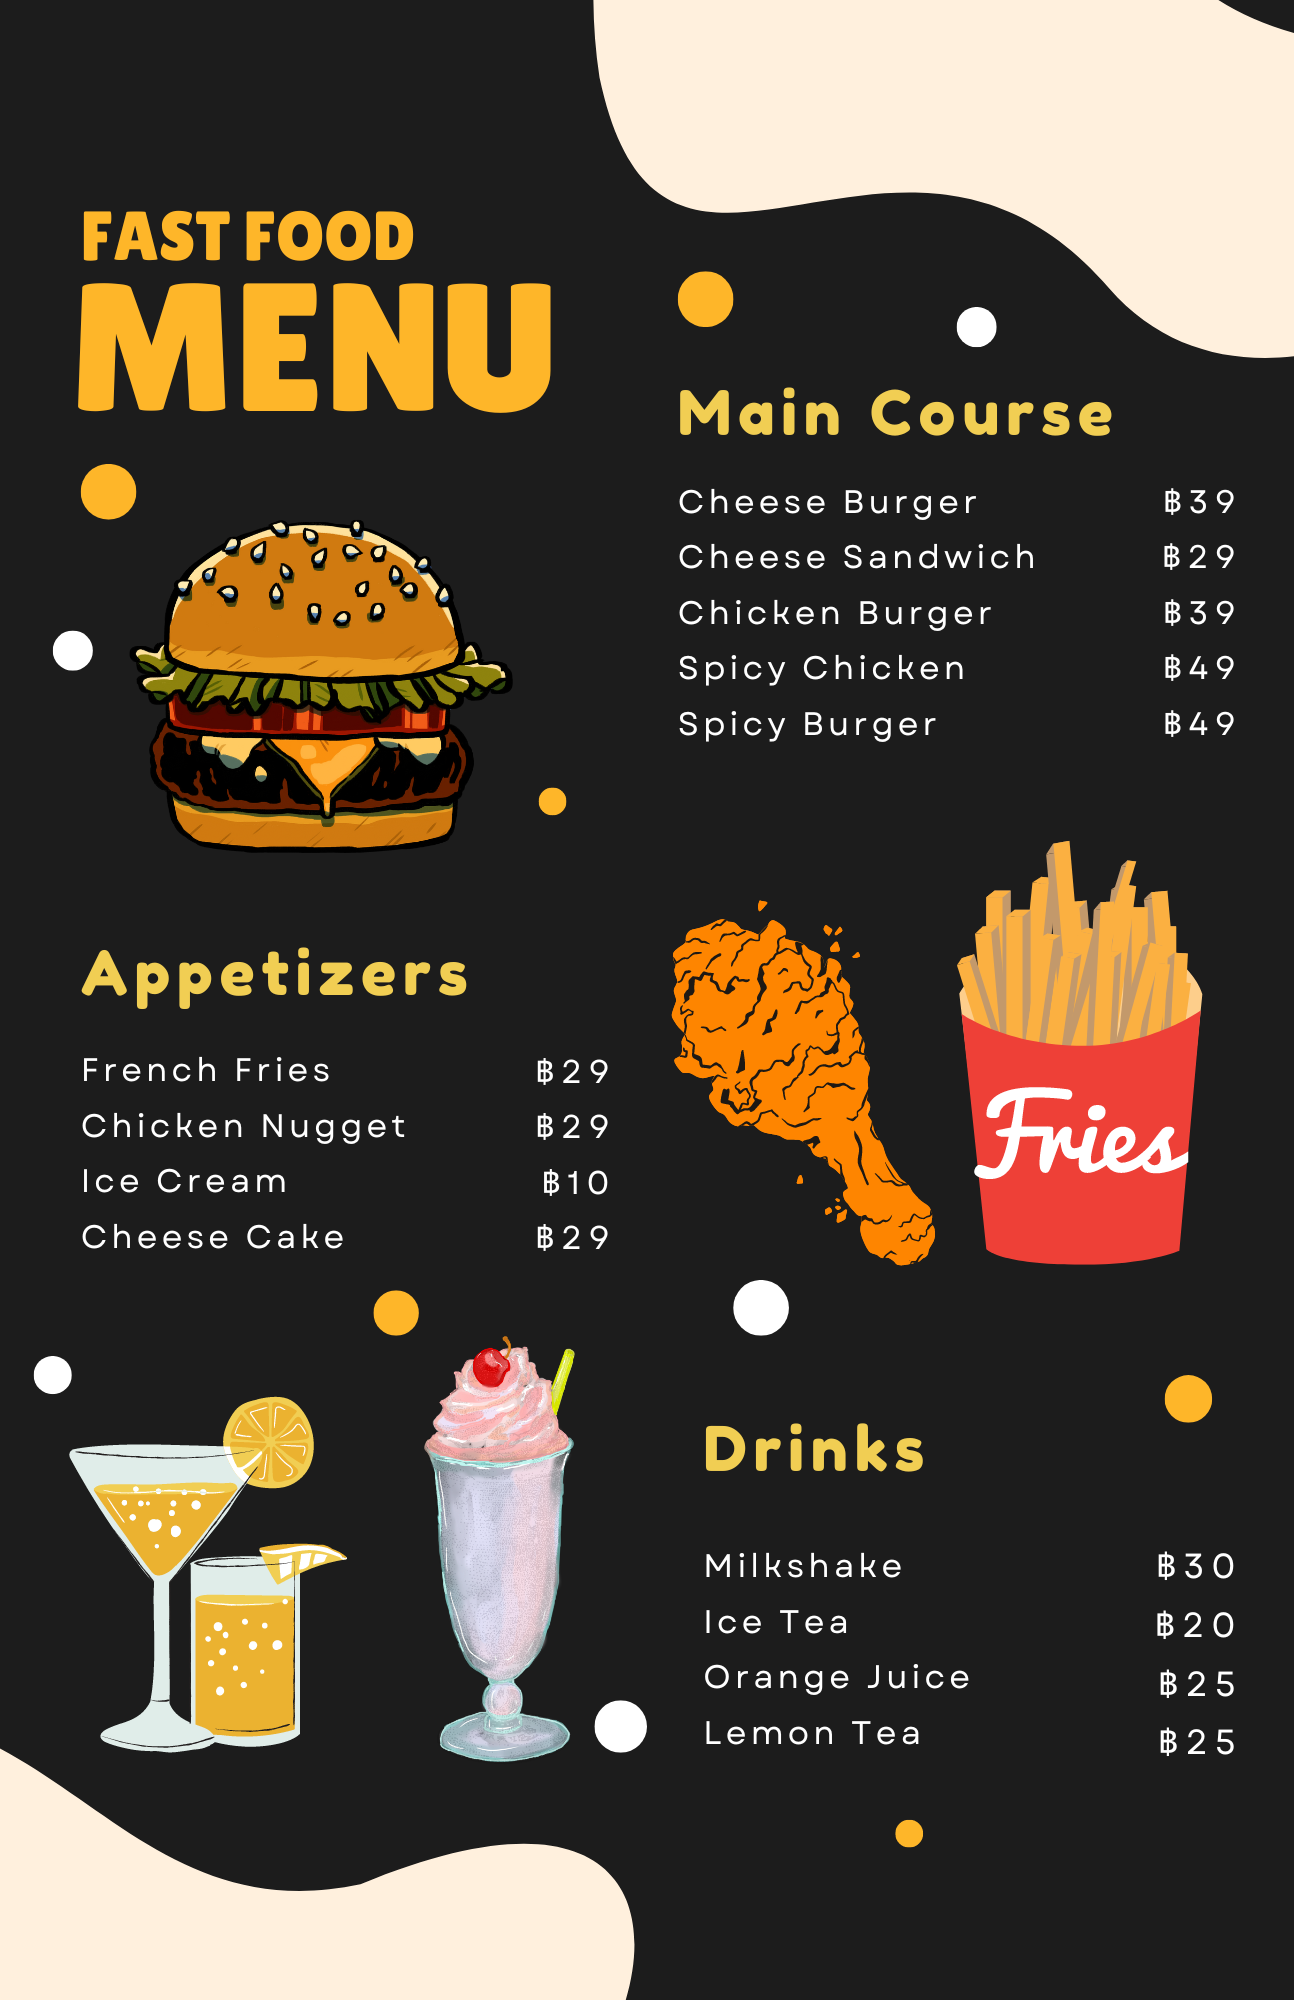 FAST FOOD
MENU
Main Course
Cheese Burger ฿39
Cheese Sandwich ฿29
Chicken Burger ฿39
Spicy Chicken ฿49
Spicy Burger ฿49
Appetizers
French Fries ฿29
Chicken Nugget ฿29
Ice Cream ฿10
Cheese Cake ฿29
Fries
Drinks
Milkshake ฿30
Ice Tea ฿20
Orange Juice ฿25
Lemon Tea ฿25